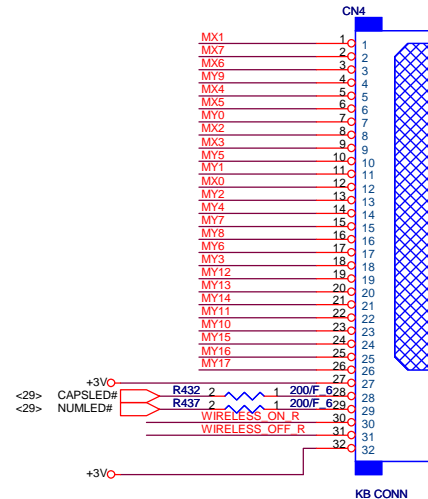 CN4
MX1 1 1
MX7 2 2
MX6 3 3
MY9 4 4
MX4 5 5
MX5 6 6
MY0 7 7
MX2 8 8
MX3 9 9
MY5 10 10
MY1 11 11
MX0 12 12
MY2 13 13
MY4 14 14
MY7 15 15
MY8 16 16
MY6 17 17
MY3 18 18
MY12 19 19
MY13 20 20
MY14 21 21
MY11 22 22
MY10 23 23
MY15 24 24
MY16 25 25
MY17 26 26
+3V 27 27
<29> CAPSLED# R432 2 1 200/F_6 28 28
<29> NUMLED# R437 2 1 200/F_6 29 29
WIRELESS_ON_R 30 30
WIRELESS_OFF_R 31 31
32 32
+3V
KB CONN